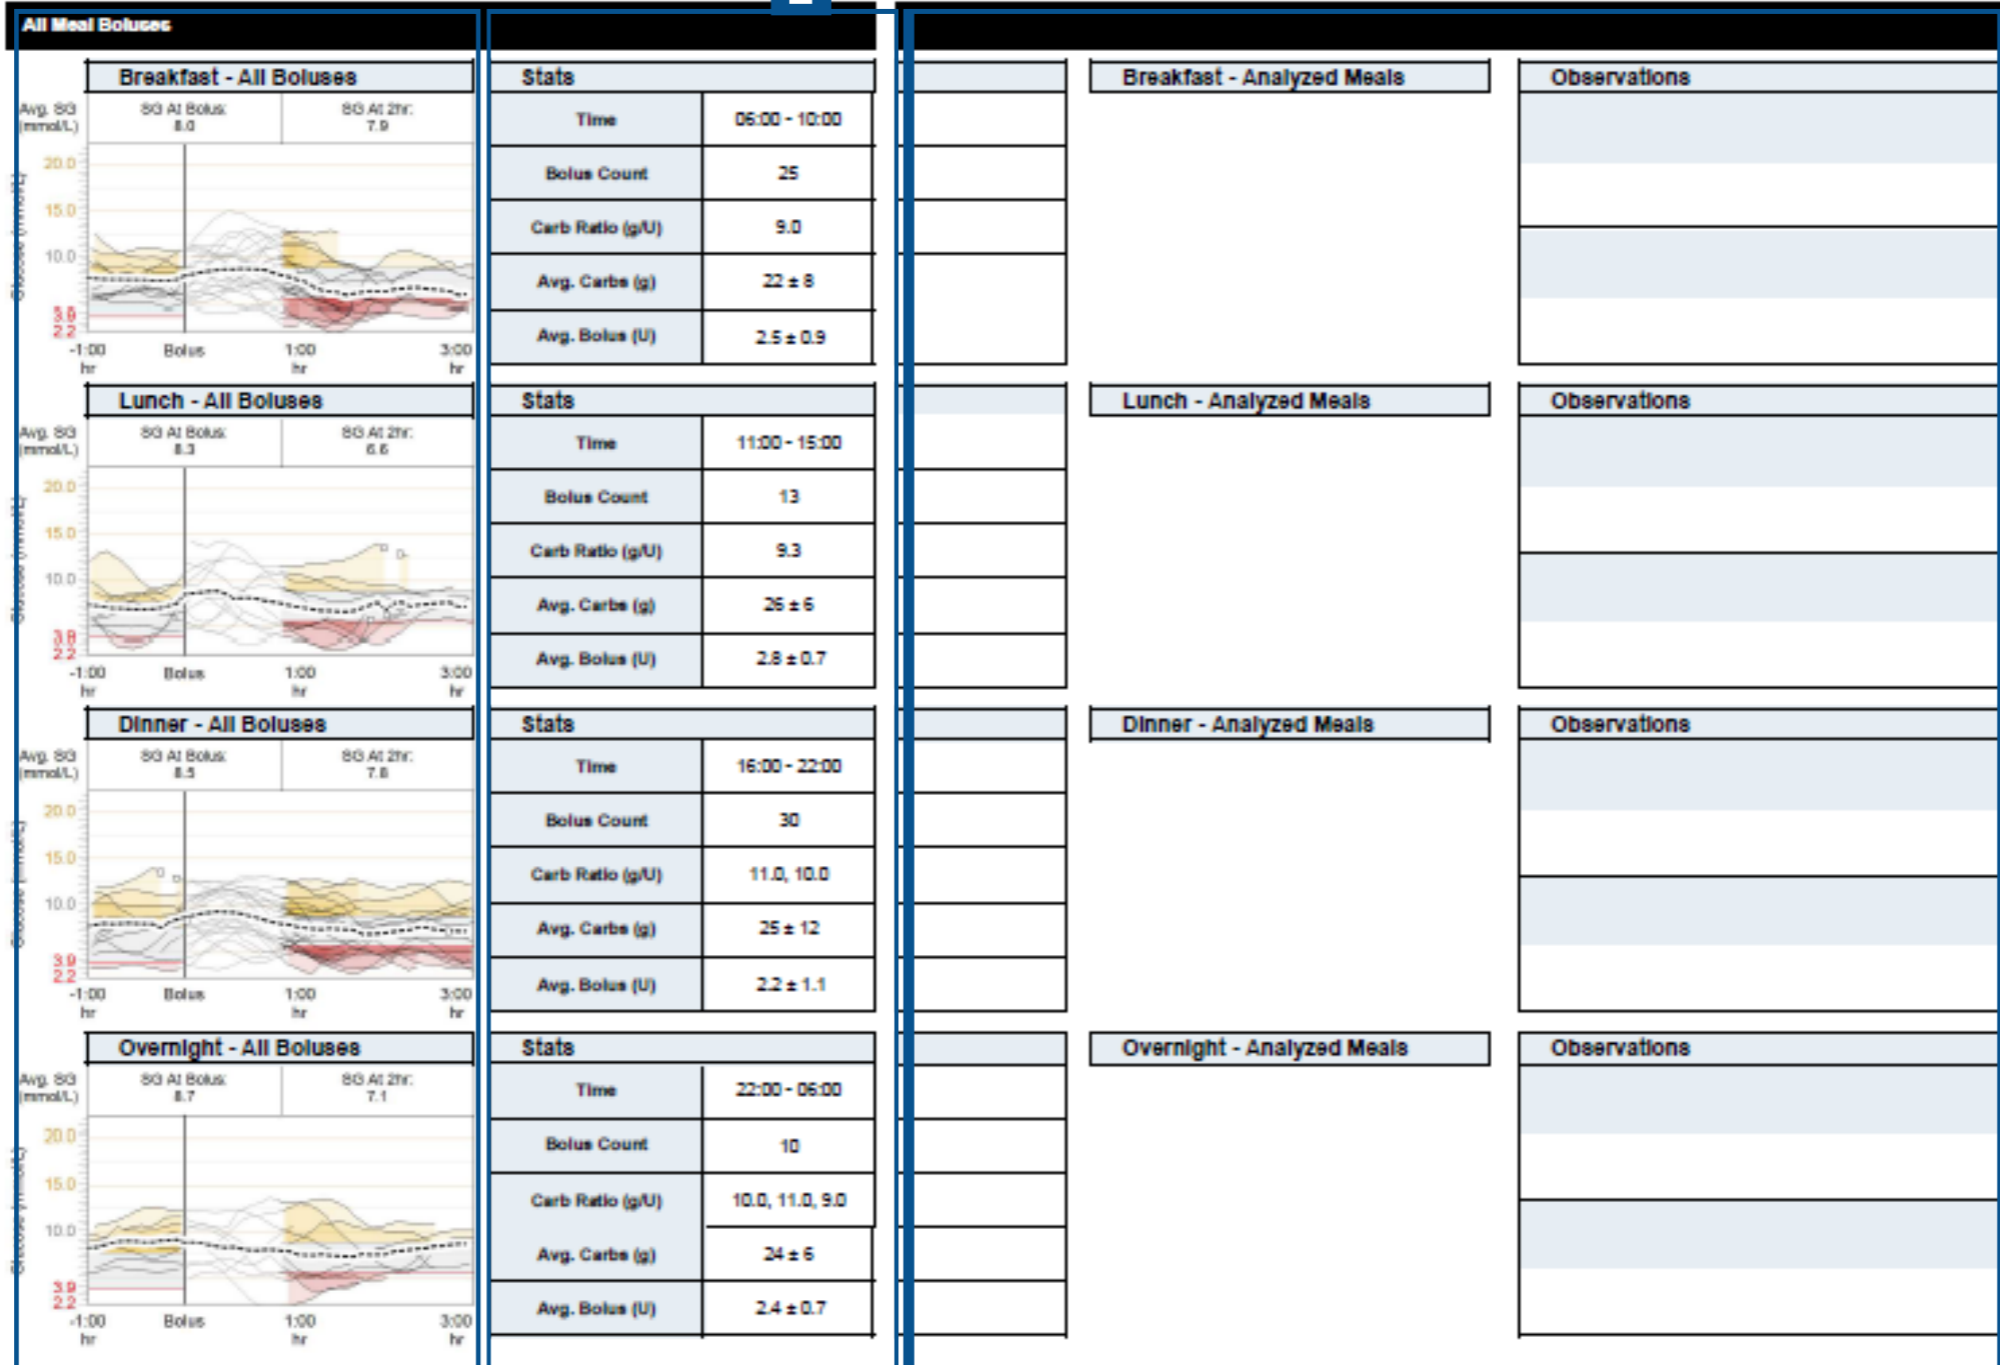 All Meal Boluses
Breakfast - All Boluses
Avg. SG
(mmol/L)
SG At Bolus:
8.0
SG At 2hr:
7.9
20.0
15.0
10.0
3.9
2.2
-1:00
hr
Bolus
1:00
hr
3:00
hr
Stats
Time 06:00 - 10:00
Bolus Count 25
Carb Ratio (g/U) 9.0
Avg. Carbs (g) 22 ± 8
Avg. Bolus (U) 2.5 ± 0.9
Breakfast - Analyzed Meals
Observations
Lunch - All Boluses
Avg. SG
(mmol/L)
SG At Bolus:
8.3
SG At 2hr:
6.6
20.0
15.0
10.0
3.9
2.2
-1:00
hr
Bolus
1:00
hr
3:00
hr
Stats
Time 11:00 - 15:00
Bolus Count 13
Carb Ratio (g/U) 9.3
Avg. Carbs (g) 26 ± 6
Avg. Bolus (U) 2.8 ± 0.7
Lunch - Analyzed Meals
Observations
Dinner - All Boluses
Avg. SG
(mmol/L)
SG At Bolus:
8.5
SG At 2hr:
7.8
20.0
15.0
10.0
3.9
2.2
-1:00
hr
Bolus
1:00
hr
3:00
hr
Stats
Time 16:00 - 22:00
Bolus Count 30
Carb Ratio (g/U) 11.0, 10.0
Avg. Carbs (g) 25 ± 12
Avg. Bolus (U) 2.2 ± 1.1
Dinner - Analyzed Meals
Observations
Overnight - All Boluses
Avg. SG
(mmol/L)
SG At Bolus:
8.7
SG At 2hr:
7.1
20.0
15.0
10.0
3.9
2.2
-1:00
hr
Bolus
1:00
hr
3:00
hr
Stats
Time 22:00 - 06:00
Bolus Count 10
Carb Ratio (g/U) 10.0, 11.0, 9.0
Avg. Carbs (g) 24 ± 6
Avg. Bolus (U) 2.4 ± 0.7
Overnight - Analyzed Meals
Observations